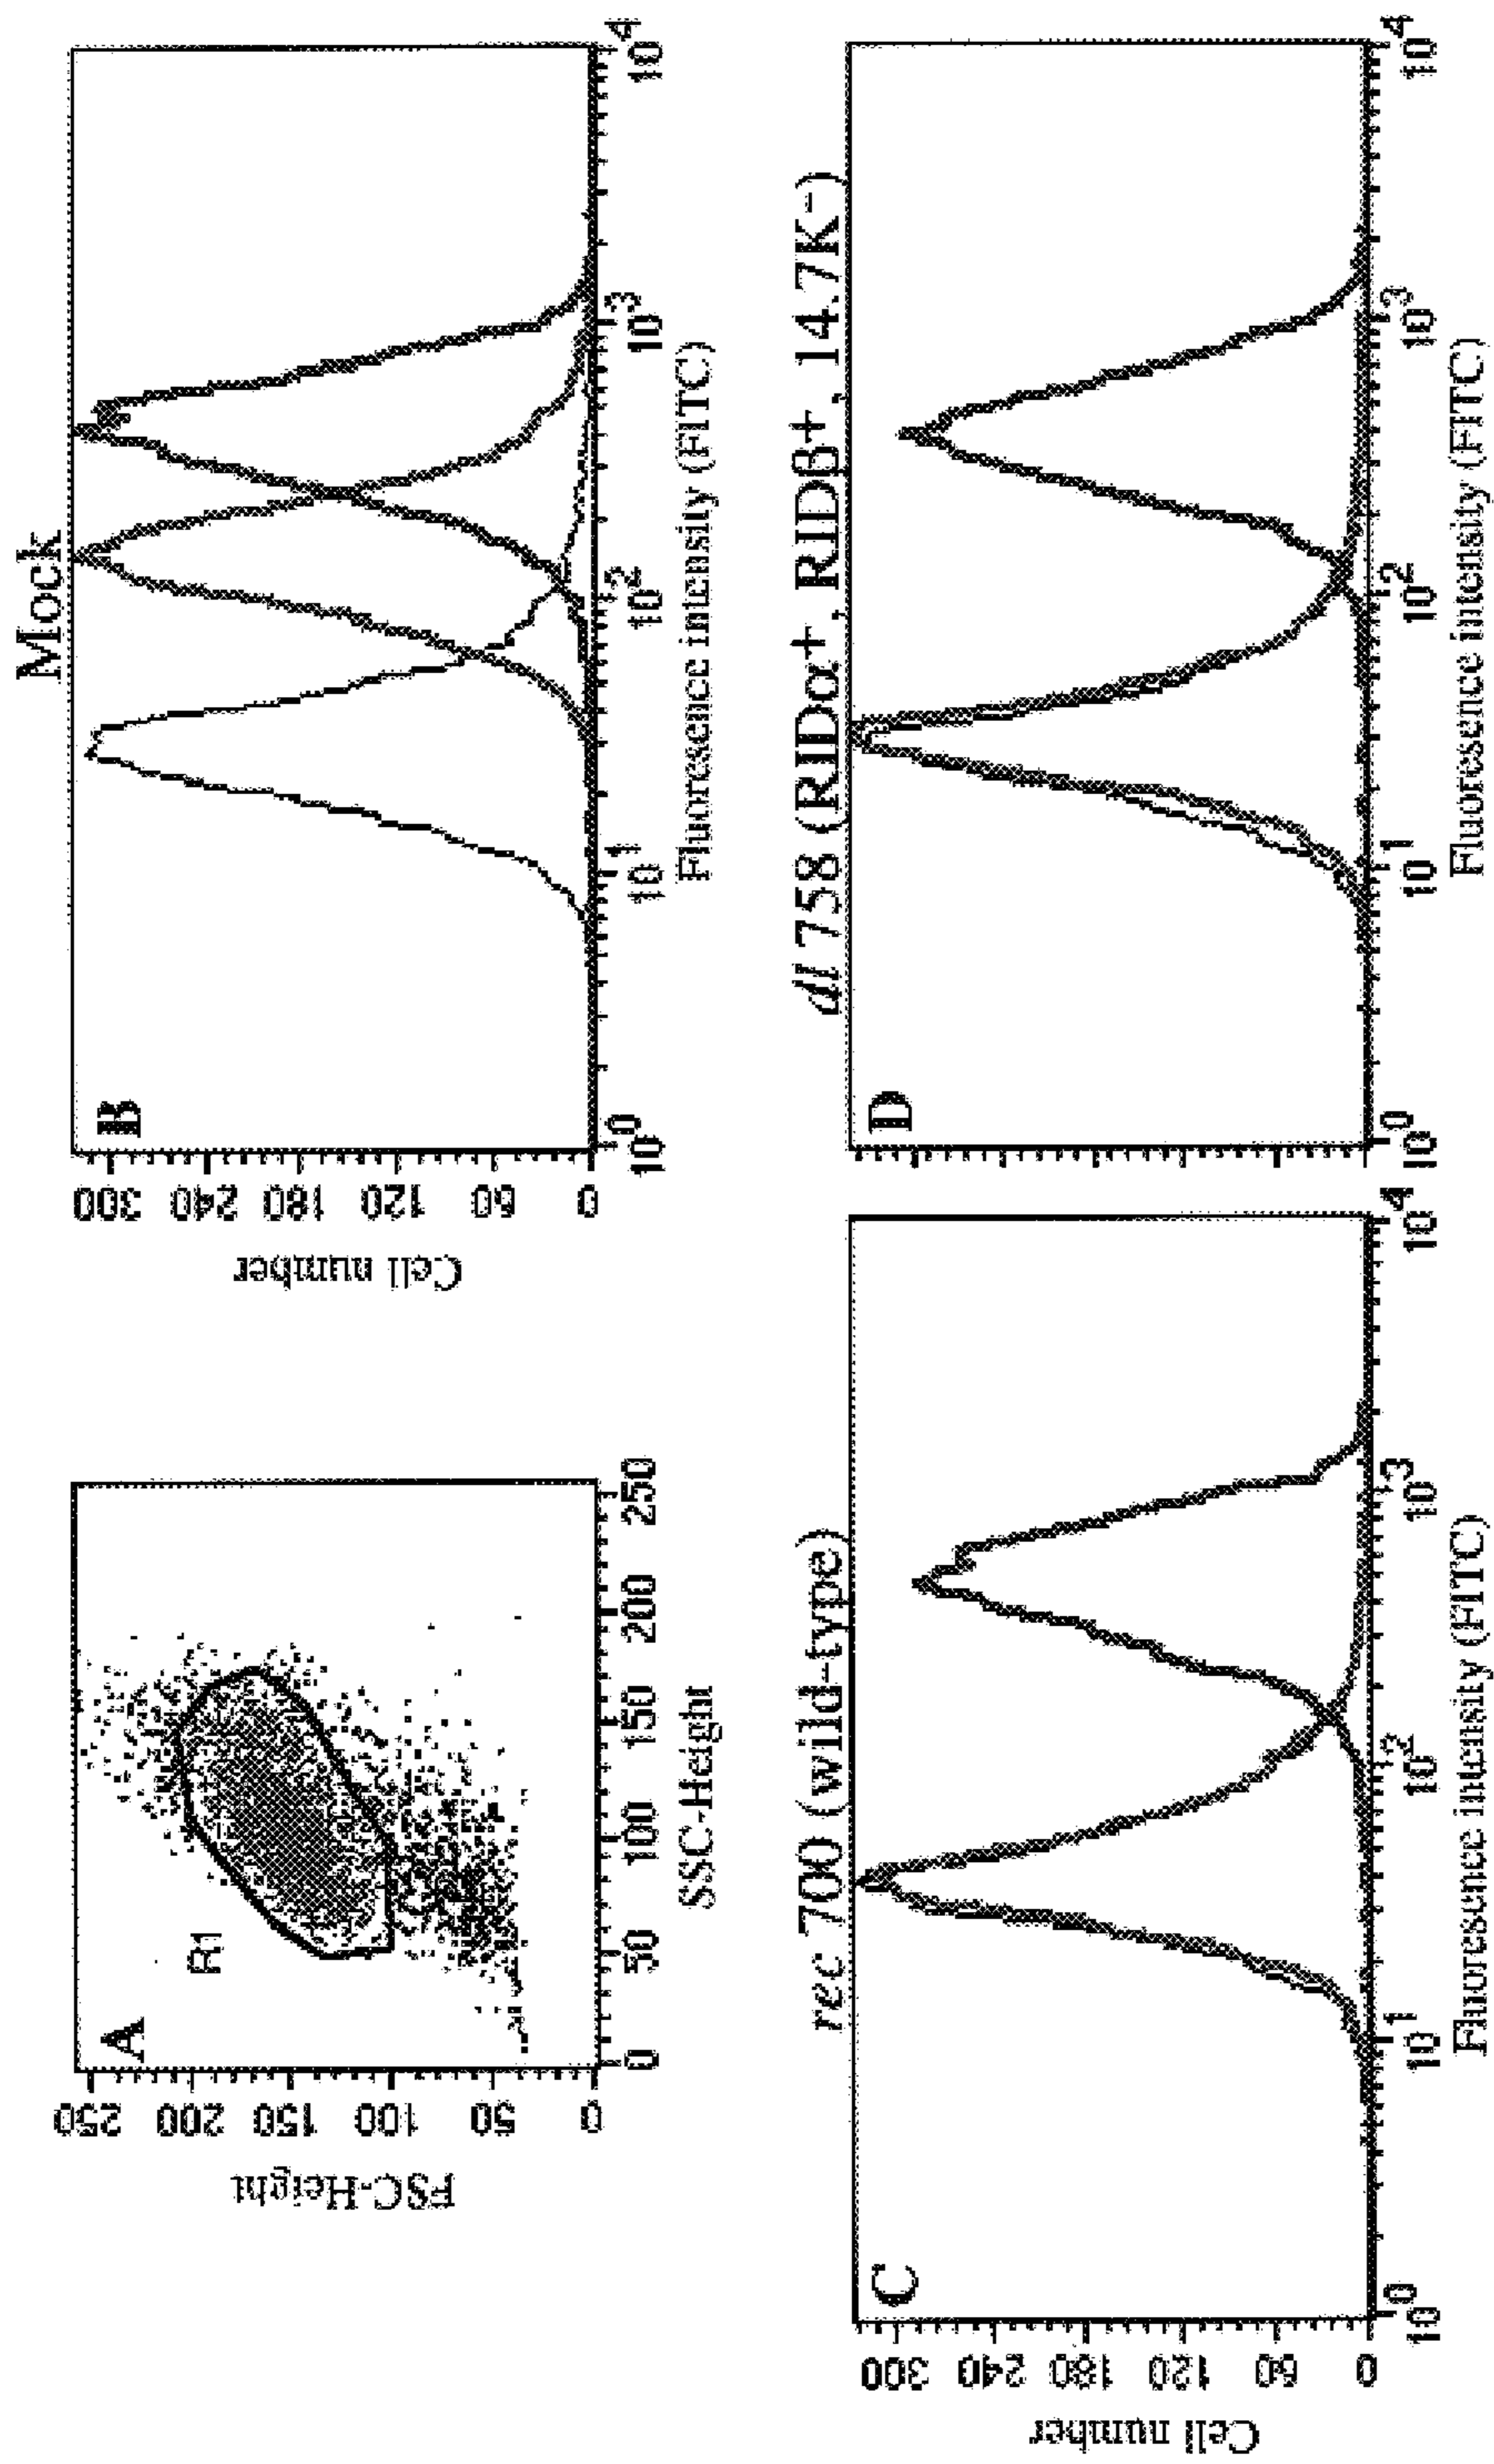 A
R1
FSC-Height
250
200
150
100
50
0
0 50 100 150 200 250
SSC-Height
Mock
B
Cell number
300
240
180
120
60
0
10^0 10^1 10^2 10^3 10^4
Fluoresence intensity (FITC)
rec 700 (wild-type)
C
Cell number
300
240
180
120
60
0
10^0 10^1 10^2 10^3 10^4
Fluoresence intensity (FITC)
dl 758 (RIDα+, RIDβ+, 14.7K−)
D
10^0 10^1 10^2 10^3 10^4
Fluoresence intensity (FITC)